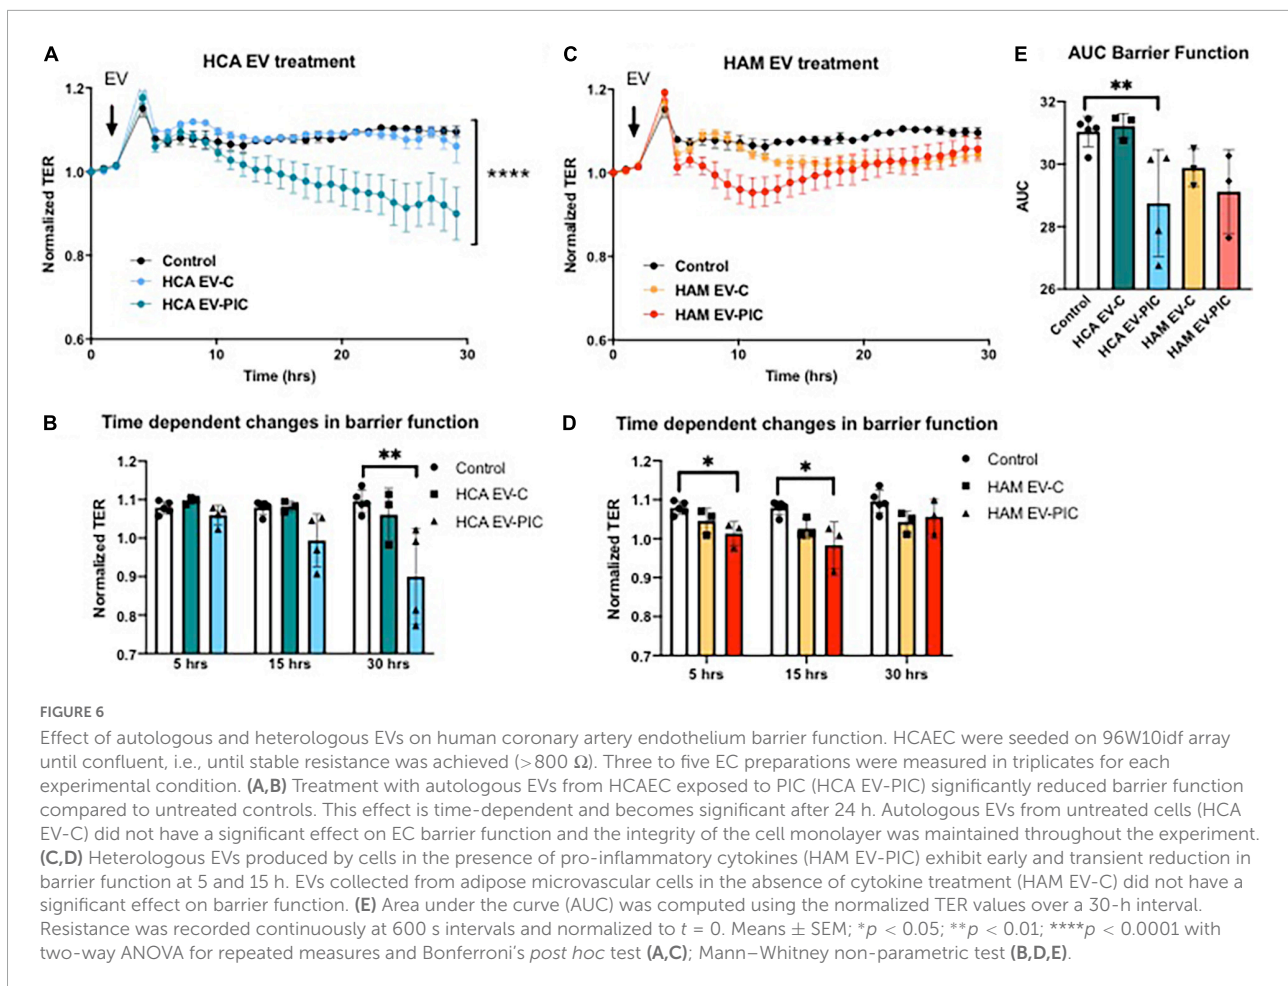 A
HCA EV treatment
EV
1.2
1.0
0.8
0.6
Normalized TER
Control
HCA EV-C
HCA EV-PIC
****
0
10
20
30
Time (hrs)
C
HAM EV treatment
EV
1.2
1.0
0.8
0.6
Normalized TER
Control
HAM EV-C
HAM EV-PIC
0
10
20
30
Time (hrs)
E
AUC Barrier Function
**
32
30
28
26
AUC
Control
HCA EV-C
HCA EV-PIC
HAM EV-C
HAM EV-PIC
B
Time dependent changes in barrier function
1.2
1.1
1.0
0.9
0.8
0.7
Normalized TER
**
Control
HCA EV-C
HCA EV-PIC
5 hrs
15 hrs
30 hrs
D
Time dependent changes in barrier function
1.2
1.1
1.0
0.9
0.8
0.7
Normalized TER
*
*
Control
HAM EV-C
HAM EV-PIC
5 hrs
15 hrs
30 hrs
FIGURE 6
Effect of autologous and heterologous EVs on human coronary artery endothelium barrier function. HCAEC were seeded on 96W10idf array
until confluent, i.e., until stable resistance was achieved (>800 Ω). Three to five EC preparations were measured in triplicates for each
experimental condition. (A,B) Treatment with autologous EVs from HCAEC exposed to PIC (HCA EV-PIC) significantly reduced barrier function
compared to untreated controls. This effect is time-dependent and becomes significant after 24 h. Autologous EVs from untreated cells (HCA
EV-C) did not have a significant effect on EC barrier function and the integrity of the cell monolayer was maintained throughout the experiment.
(C,D) Heterologous EVs produced by cells in the presence of pro-inflammatory cytokines (HAM EV-PIC) exhibit early and transient reduction in
barrier function at 5 and 15 h. EVs collected from adipose microvascular cells in the absence of cytokine treatment (HAM EV-C) did not have a
significant effect on barrier function. (E) Area under the curve (AUC) was computed using the normalized TER values over a 30-h interval.
Resistance was recorded continuously at 600 s intervals and normalized to t = 0. Means ± SEM; *p < 0.05; **p < 0.01; ****p < 0.0001 with
two-way ANOVA for repeated measures and Bonferroni's post hoc test (A,C); Mann–Whitney non-parametric test (B,D,E).